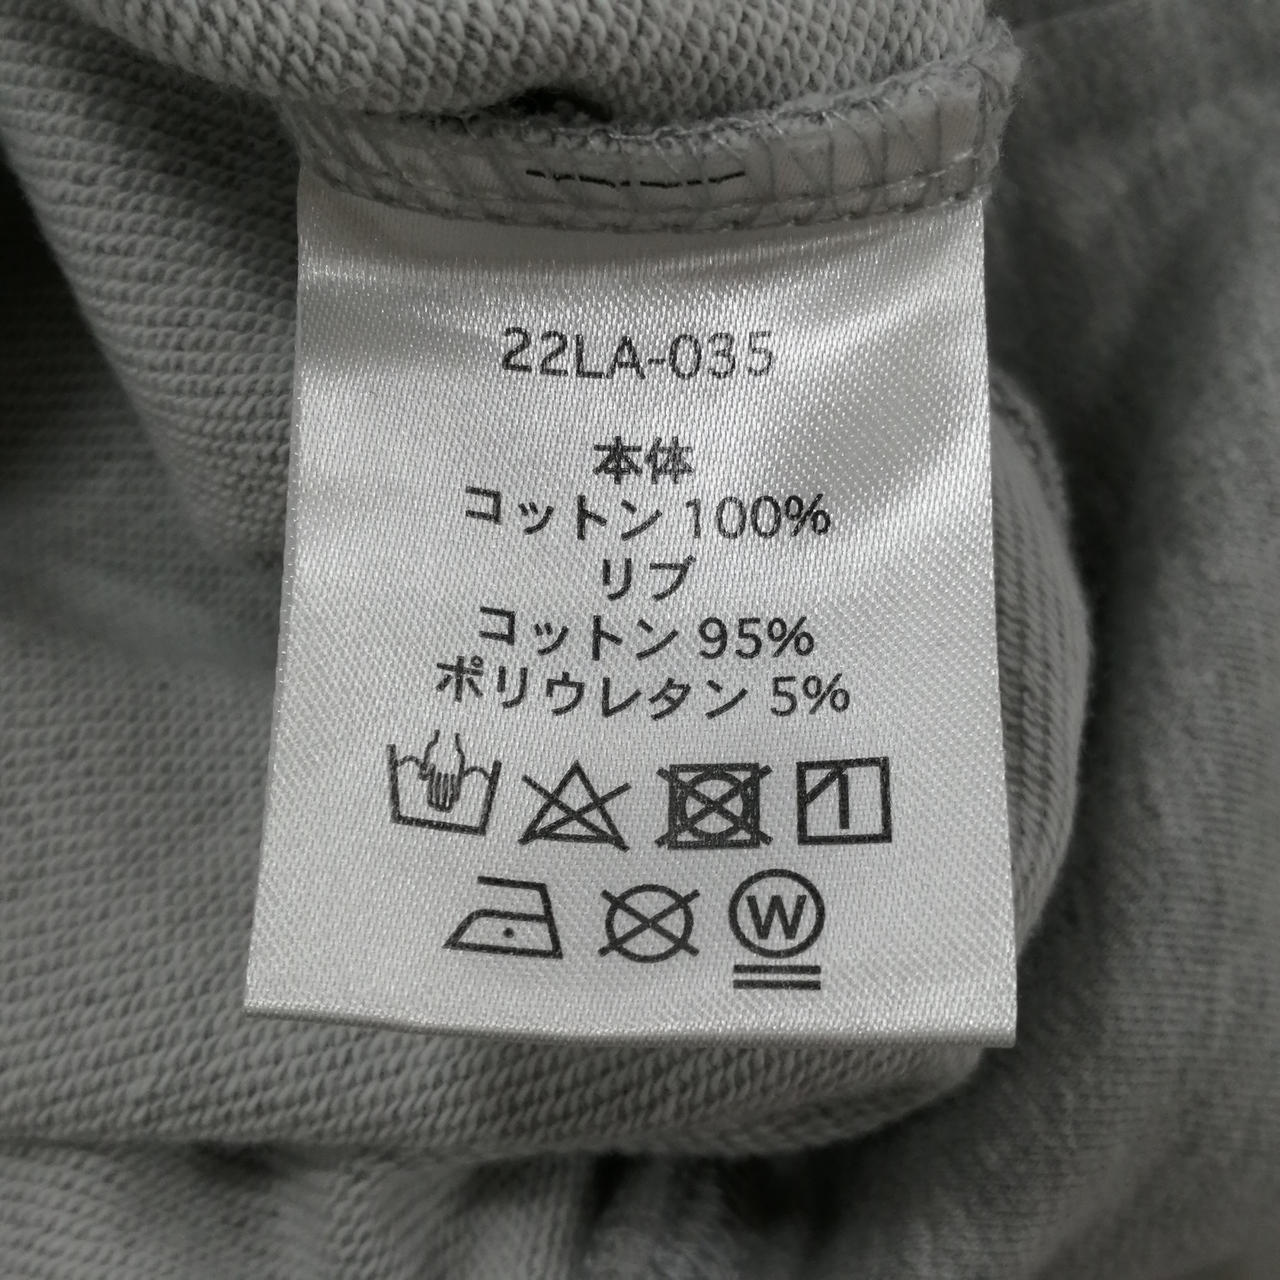 22LA-035
本体
コットン 100%
リブ
コットン 95%
ポリウレタン 5%
W